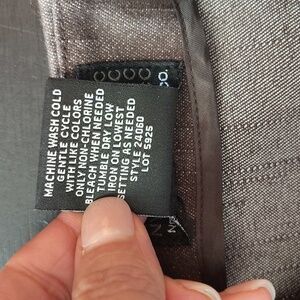 MACHINE WASH COLD
GENTLE CYCLE
WITH LIKE COLORS
ONLY NON-CHLORINE
BLEACH WHEN NEEDED
TUMBLE DRY LOW
IRON ON LOWEST
SETTING AS NEEDED
STYLE 24060
LOT 5925